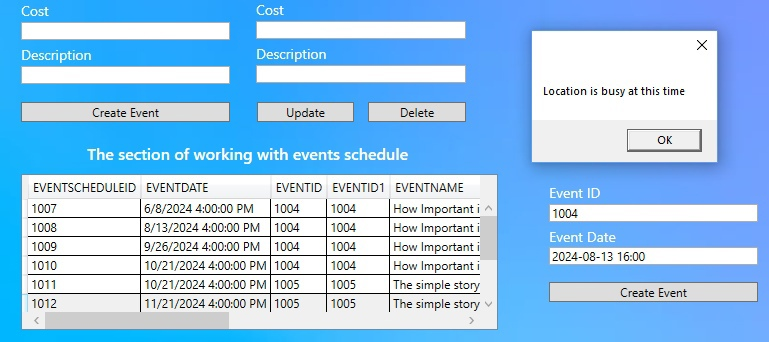 Cost
Cost
Description
Description
Create Event
Update
Delete
Location is busy at this time
OK
The section of working with events schedule
EVENTSCHEDULEID EVENTDATE EVENTID EVENTID1 EVENTNAME
1007 6/8/2024 4:00:00 PM 1004 1004 How Important i
1008 8/13/2024 4:00:00 PM 1004 1004 How Important i
1009 9/26/2024 4:00:00 PM 1004 1004 How Important i
1010 10/21/2024 4:00:00 PM 1004 1004 How Important i
1011 10/21/2024 4:00:00 PM 1005 1005 The simple story
1012 11/21/2024 4:00:00 PM 1005 1005 The simple story
Event ID
1004
Event Date
2024-08-13 16:00
Create Event